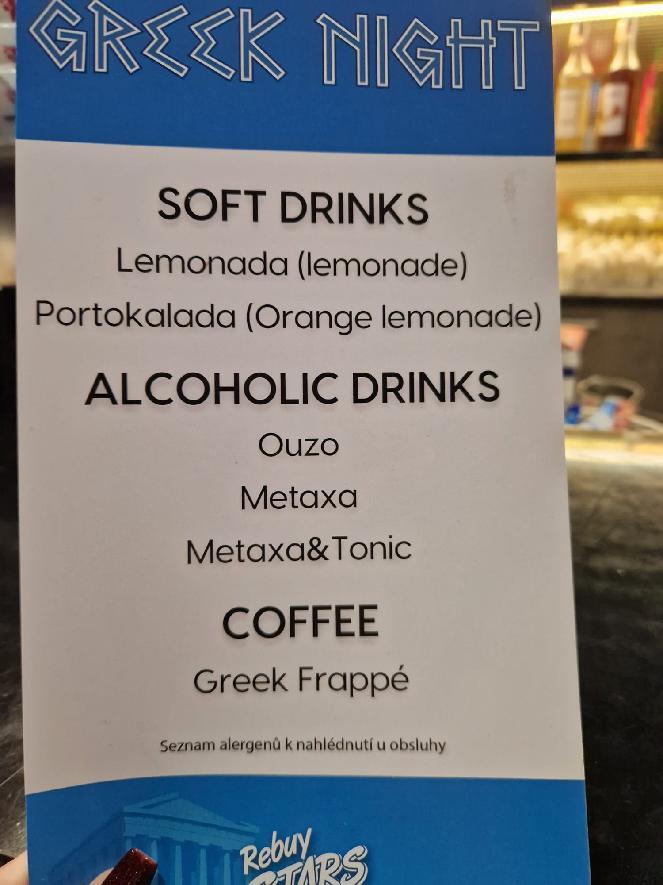 GREEK NIGHT
SOFT DRINKS
Lemonada (lemonade)
Portokalada (Orange lemonade)
ALCOHOLIC DRINKS
Ouzo
Metaxa
Metaxa&Tonic
COFFEE
Greek Frappé
Seznam alergenů k nahlédnutí u obsluhy
Rebuy
STARS